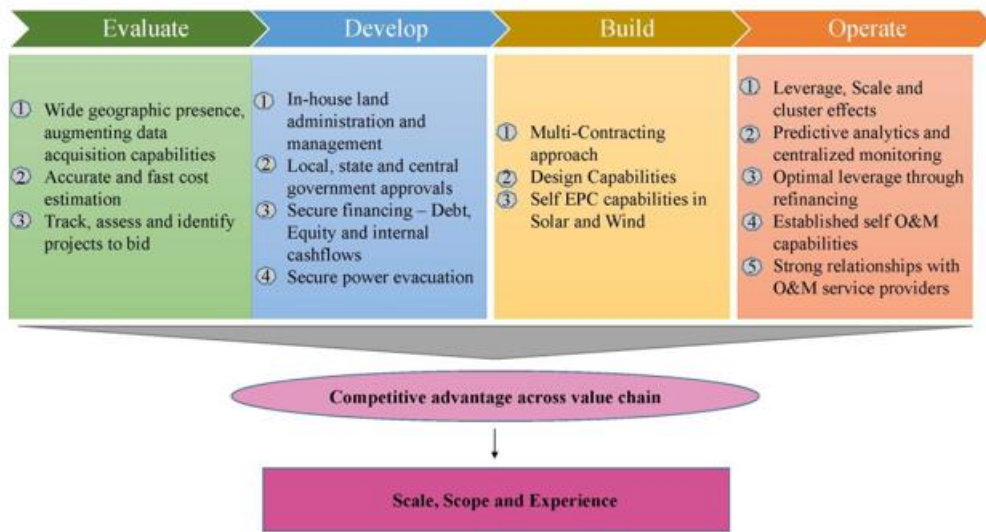 Evaluate
Develop
Build
Operate
1 Wide geographic presence,
augmenting data
acquisition capabilities
2 Accurate and fast cost
estimation
3 Track, assess and identify
projects to bid
1 In-house land
administration and
management
2 Local, state and central
government approvals
3 Secure financing – Debt,
Equity and internal
cashflows
4 Secure power evacuation
1 Multi-Contracting
approach
2 Design Capabilities
3 Self EPC capabilities in
Solar and Wind
1 Leverage, Scale and
cluster effects
2 Predictive analytics and
centralized monitoring
3 Optimal leverage through
refinancing
4 Established self O&M
capabilities
5 Strong relationships with
O&M service providers
Competitive advantage across value chain
Scale, Scope and Experience